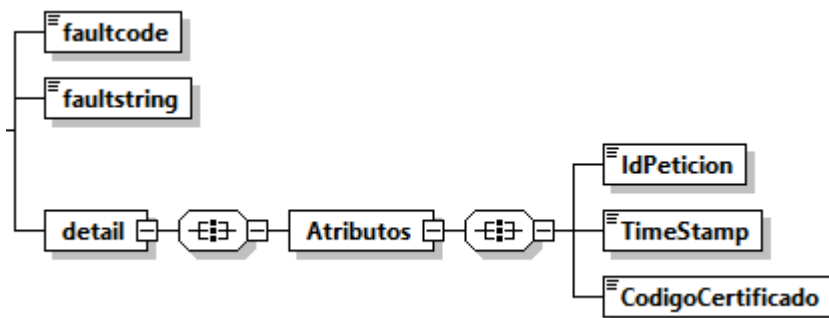 faultcode
faultstring
detail
Atributos
IdPeticion
TimeStamp
CodigoCertificado